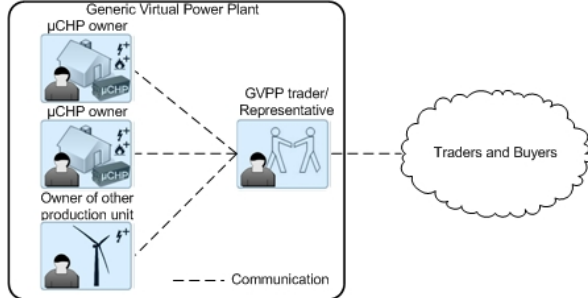 Generic Virtual Power Plant
µCHP owner
µCHP
µCHP owner
µCHP
Owner of other
production unit
GVPP trader/
Representative
Traders and Buyers
Communication